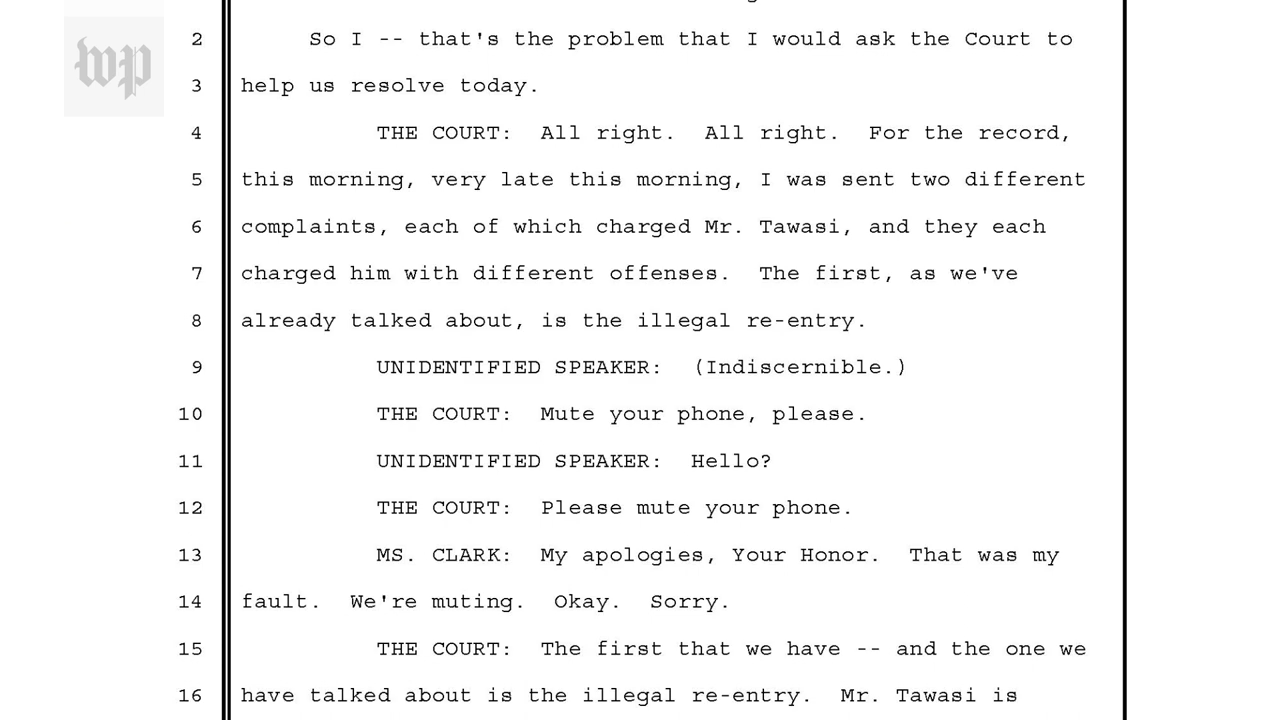 wp
2 So I -- that's the problem that I would ask the Court to
3 help us resolve today.
4 THE COURT: All right. All right. For the record,
5 this morning, very late this morning, I was sent two different
6 complaints, each of which charged Mr. Tawasi, and they each
7 charged him with different offenses. The first, as we've
8 already talked about, is the illegal re-entry.
9 UNIDENTIFIED SPEAKER: (Indiscernible.)
10 THE COURT: Mute your phone, please.
11 UNIDENTIFIED SPEAKER: Hello?
12 THE COURT: Please mute your phone.
13 MS. CLARK: My apologies, Your Honor. That was my
14 fault. We're muting. Okay. Sorry.
15 THE COURT: The first that we have -- and the one we
16 have talked about is the illegal re-entry. Mr. Tawasi is